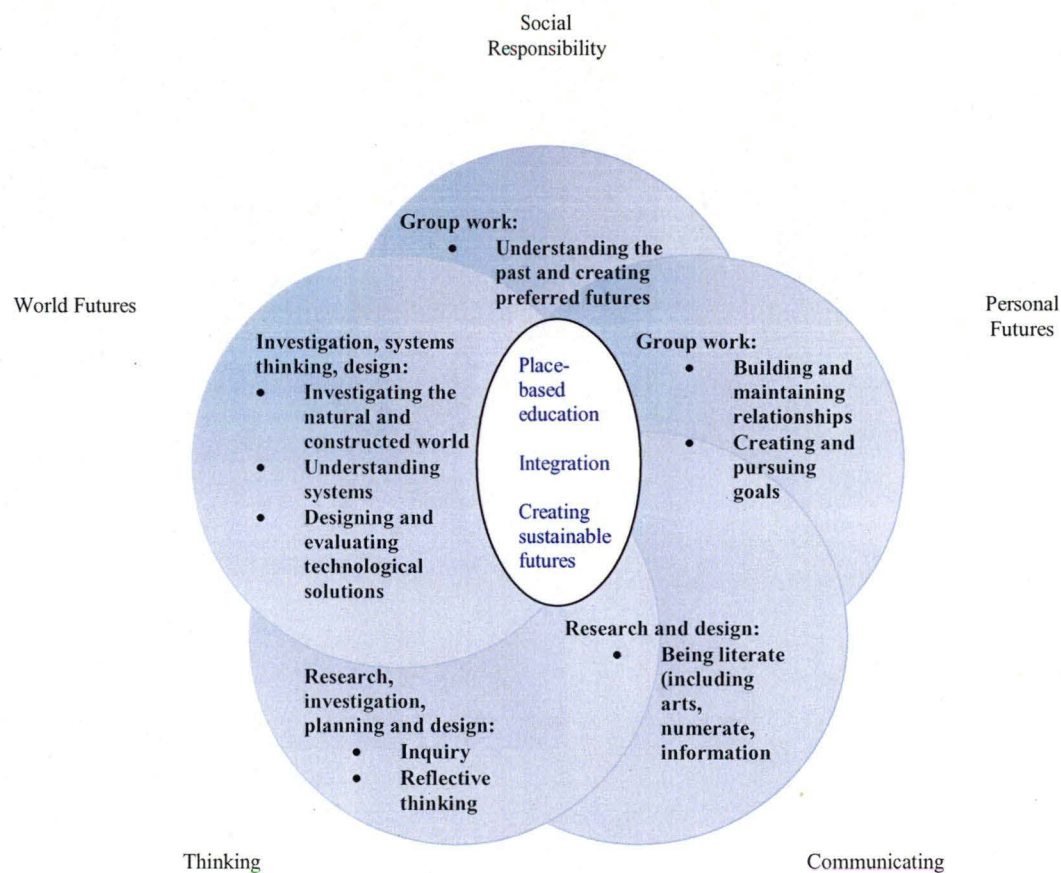 Social
Responsibility
Group work:
• Understanding the
past and creating
preferred futures
World Futures
Personal
Futures
Investigation, systems
thinking, design:
• Investigating the
natural and
constructed world
• Understanding
systems
• Designing and
evaluating
technological
solutions
Place-
based
education
Integration
Creating
sustainable
futures
Group work:
• Building and
maintaining
relationships
• Creating and
pursuing
goals
Research and design:
• Being literate
(including
arts,
numerate,
information
Research,
investigation,
planning and design:
• Inquiry
• Reflective
thinking
Thinking
Communicating